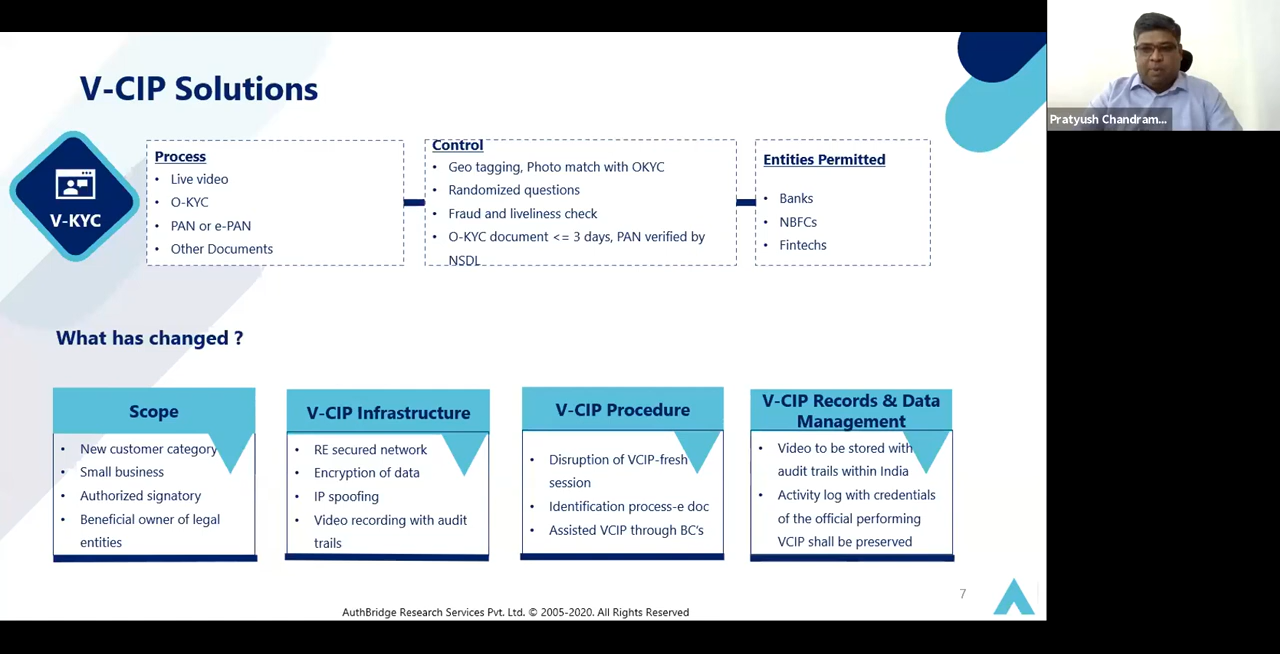 V-CIP Solutions
Pratyush Chandram...
V-KYC
Process
• Live video
• O-KYC
• PAN or e-PAN
• Other Documents
Control
• Geo tagging, Photo match with OKYC
• Randomized questions
• Fraud and liveliness check
• O-KYC document <= 3 days, PAN verified by
NSDL
Entities Permitted
• Banks
• NBFCs
• Fintechs
What has changed ?
Scope
• New customer category
• Small business
• Authorized signatory
• Beneficial owner of legal
entities
V-CIP Infrastructure
• RE secured network
• Encryption of data
• IP spoofing
• Video recording with audit
trails
V-CIP Procedure
• Disruption of VCIP-fresh
session
• Identification process-e doc
• Assisted VCIP through BC's
V-CIP Records & Data
Management
• Video to be stored with
audit trails within India
• Activity log with credentials
of the official performing
VCIP shall be preserved
7
AuthBridge Research Services Pvt. Ltd. © 2005-2020. All Rights Reserved